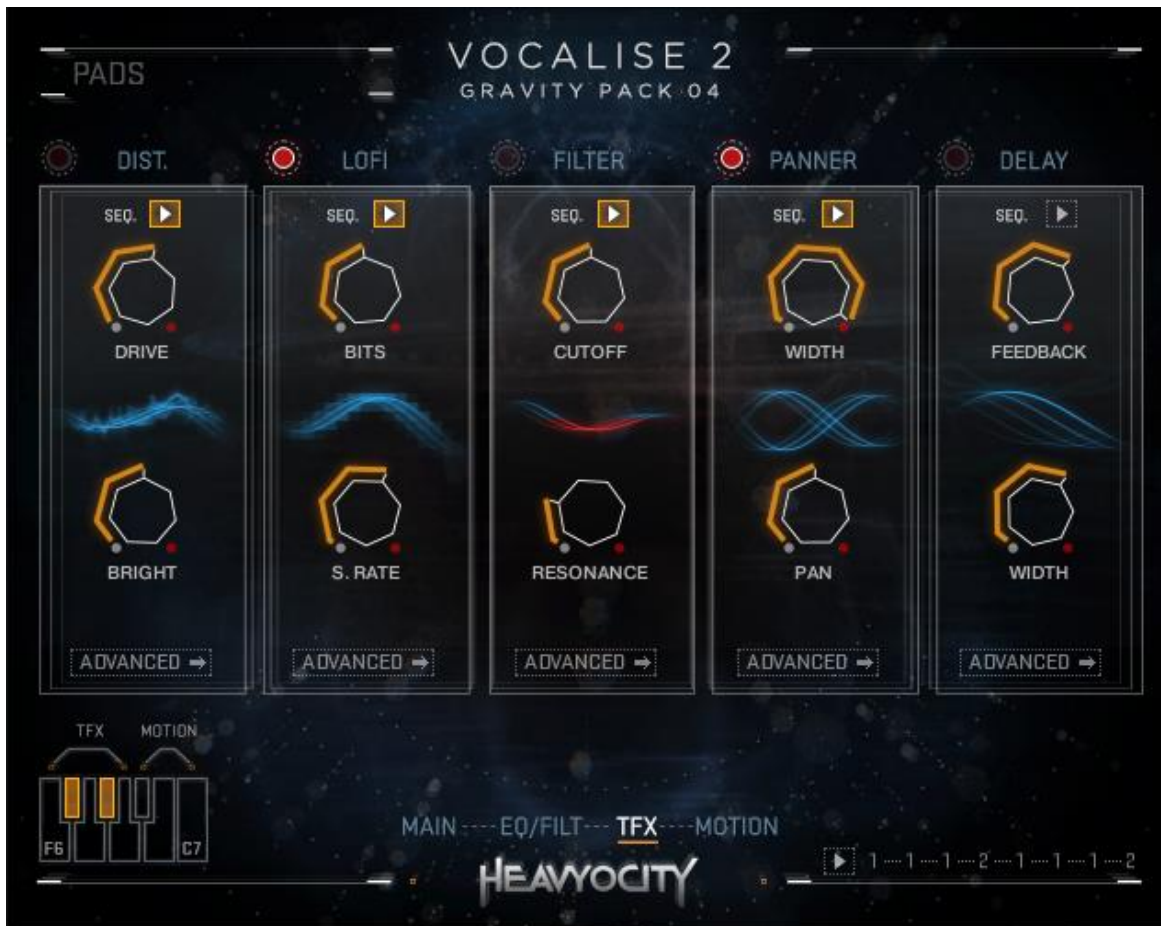 PADS
VOCALISE 2
GRAVITY PACK 04
DIST. LOFI FILTER PANNER DELAY
SEQ. SEQ. SEQ. SEQ. SEQ.
DRIVE BITS CUTOFF WIDTH FEEDBACK
BRIGHT S. RATE RESONANCE PAN WIDTH
ADVANCED ADVANCED ADVANCED ADVANCED ADVANCED
TFX MOTION
F6 C7
MAIN EQ/FILT TFX MOTION
1 1 1 2 1 1 1 2
HEAVYOCITY